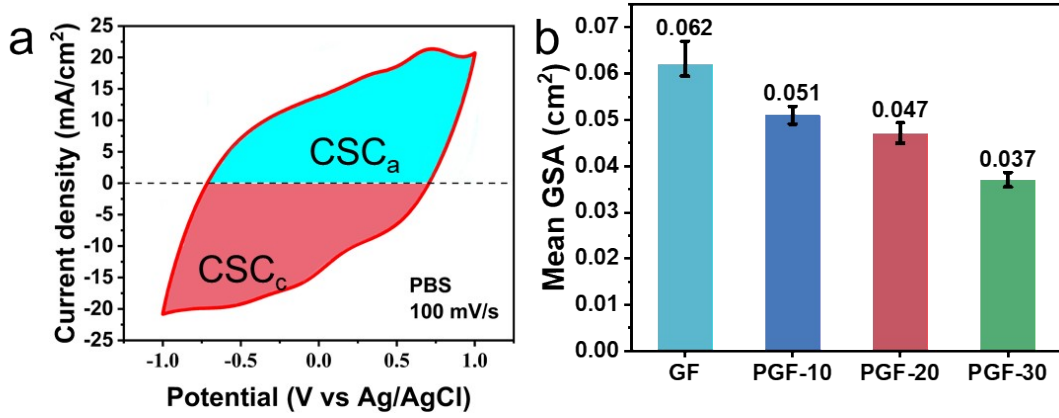 a
Current density (mA/cm²)
25
20
15
10
5
0
-5
-10
-15
-20
-25
CSCₐ
CSC꜀
PBS
100 mV/s
-1.0 -0.5 0.0 0.5 1.0
Potential (V vs Ag/AgCl)
b
Mean GSA (cm²)
0.07
0.06
0.05
0.04
0.03
0.02
0.01
0.00
0.062
0.051
0.047
0.037
GF PGF-10 PGF-20 PGF-30